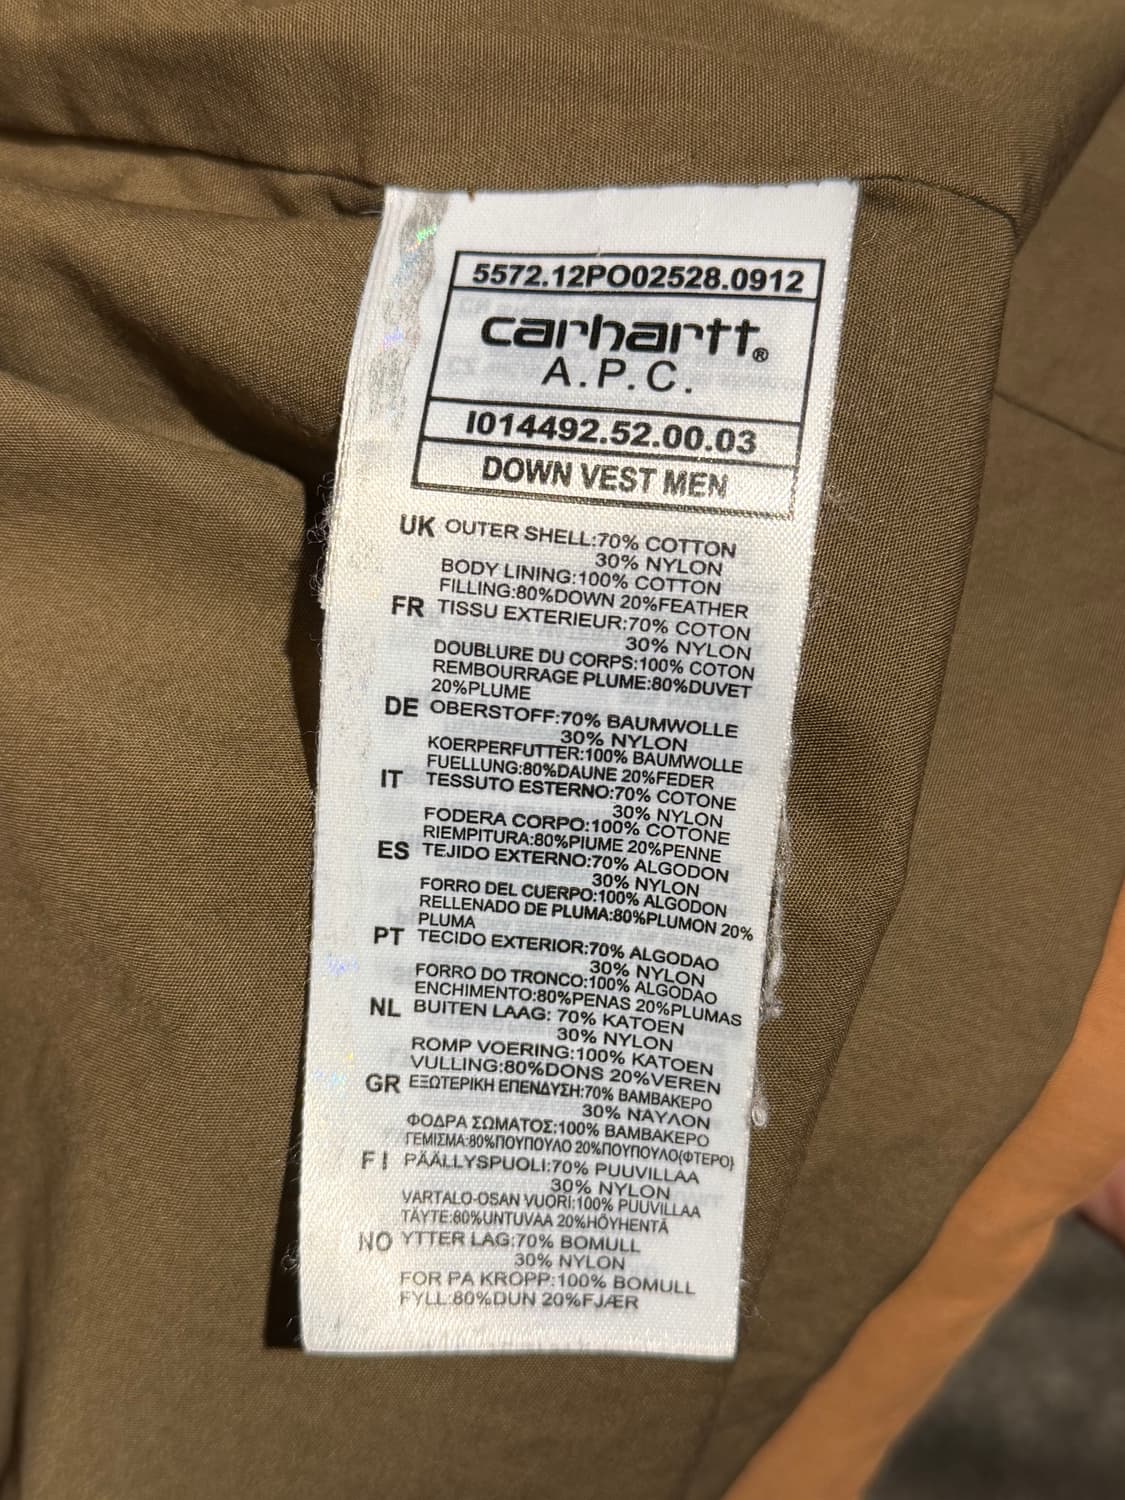 5572.12PO02528.0912
carhartt®
A.P.C.
I014492.52.00.03
DOWN VEST MEN
UK OUTER SHELL:70% COTTON
30% NYLON
BODY LINING:100% COTTON
FILLING:80%DOWN 20%FEATHER
FR TISSU EXTERIEUR:70% COTON
30% NYLON
DOUBLURE DU CORPS:100% COTON
REMBOURRAGE PLUME:80%DUVET
20%PLUME
DE OBERSTOFF:70% BAUMWOLLE
30% NYLON
KOERPERFUTTER:100% BAUMWOLLE
FUELLUNG:80%DAUNE 20%FEDER
IT TESSUTO ESTERNO:70% COTONE
30% NYLON
FODERA CORPO:100% COTONE
RIEMPITURA:80%PIUME 20%PENNE
ES TEJIDO EXTERNO:70% ALGODON
30% NYLON
FORRO DEL CUERPO:100% ALGODON
RELLENADO DE PLUMA:80%PLUMON 20%
PLUMA
PT TECIDO EXTERIOR:70% ALGODAO
30% NYLON
FORRO DO TRONCO:100% ALGODAO
ENCHIMENTO:80%PENAS 20%PLUMAS
NL BUITEN LAAG: 70% KATOEN
30% NYLON
ROMP VOERING:100% KATOEN
VULLING:80%DONS 20%VEREN
GR ΕΞΩΤΕΡΙΚΗ ΕΠΕΝΔΥΣΗ:70% ΒΑΜΒΑΚΕΡΟ
30% ΝΑΥΛΟΝ
ΦΟΔΡΑ ΣΩΜΑΤΟΣ:100% ΒΑΜΒΑΚΕΡΟ
ΓΕΜΙΣΜΑ:80%ΠΟΥΠΟΥΛΟ 20%ΠΟΥΠΟΥΛΟ(ΦΤΕΡΟ)
FI PÄÄLLYSPUOLI:70% PUUVILLAA
30% NYLON
VARTALO-OSAN VUORI:100% PUUVILLAA
TÄYTE:80%UNTUVAA 20%HÖYHENTÄ
NO YTTER LAG:70% BOMULL
30% NYLON
FOR PA KROPP:100% BOMULL
FYLL:80%DUN 20%FJÆR